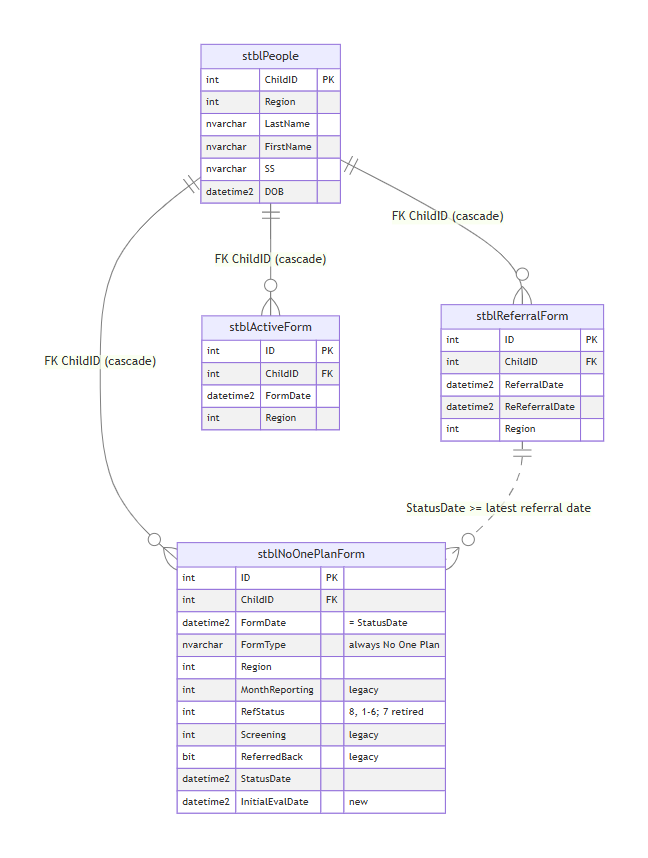 stblPeople
int ChildID PK
int Region
nvarchar LastName
nvarchar FirstName
nvarchar SS
datetime2 DOB
FK ChildID (cascade)
FK ChildID (cascade)
stblReferralForm
int ID PK
int ChildID FK
datetime2 ReferralDate
datetime2 ReReferralDate
int Region
stblActiveForm
int ID PK
int ChildID FK
datetime2 FormDate
int Region
FK ChildID (cascade)
StatusDate >= latest referral date
stblNoOnePlanForm
int ID PK
int ChildID FK
datetime2 FormDate = StatusDate
nvarchar FormType always No One Plan
int Region
int MonthReporting legacy
int RefStatus 8, 1-6; 7 retired
int Screening legacy
bit ReferredBack legacy
datetime2 StatusDate
datetime2 InitialEvalDate new